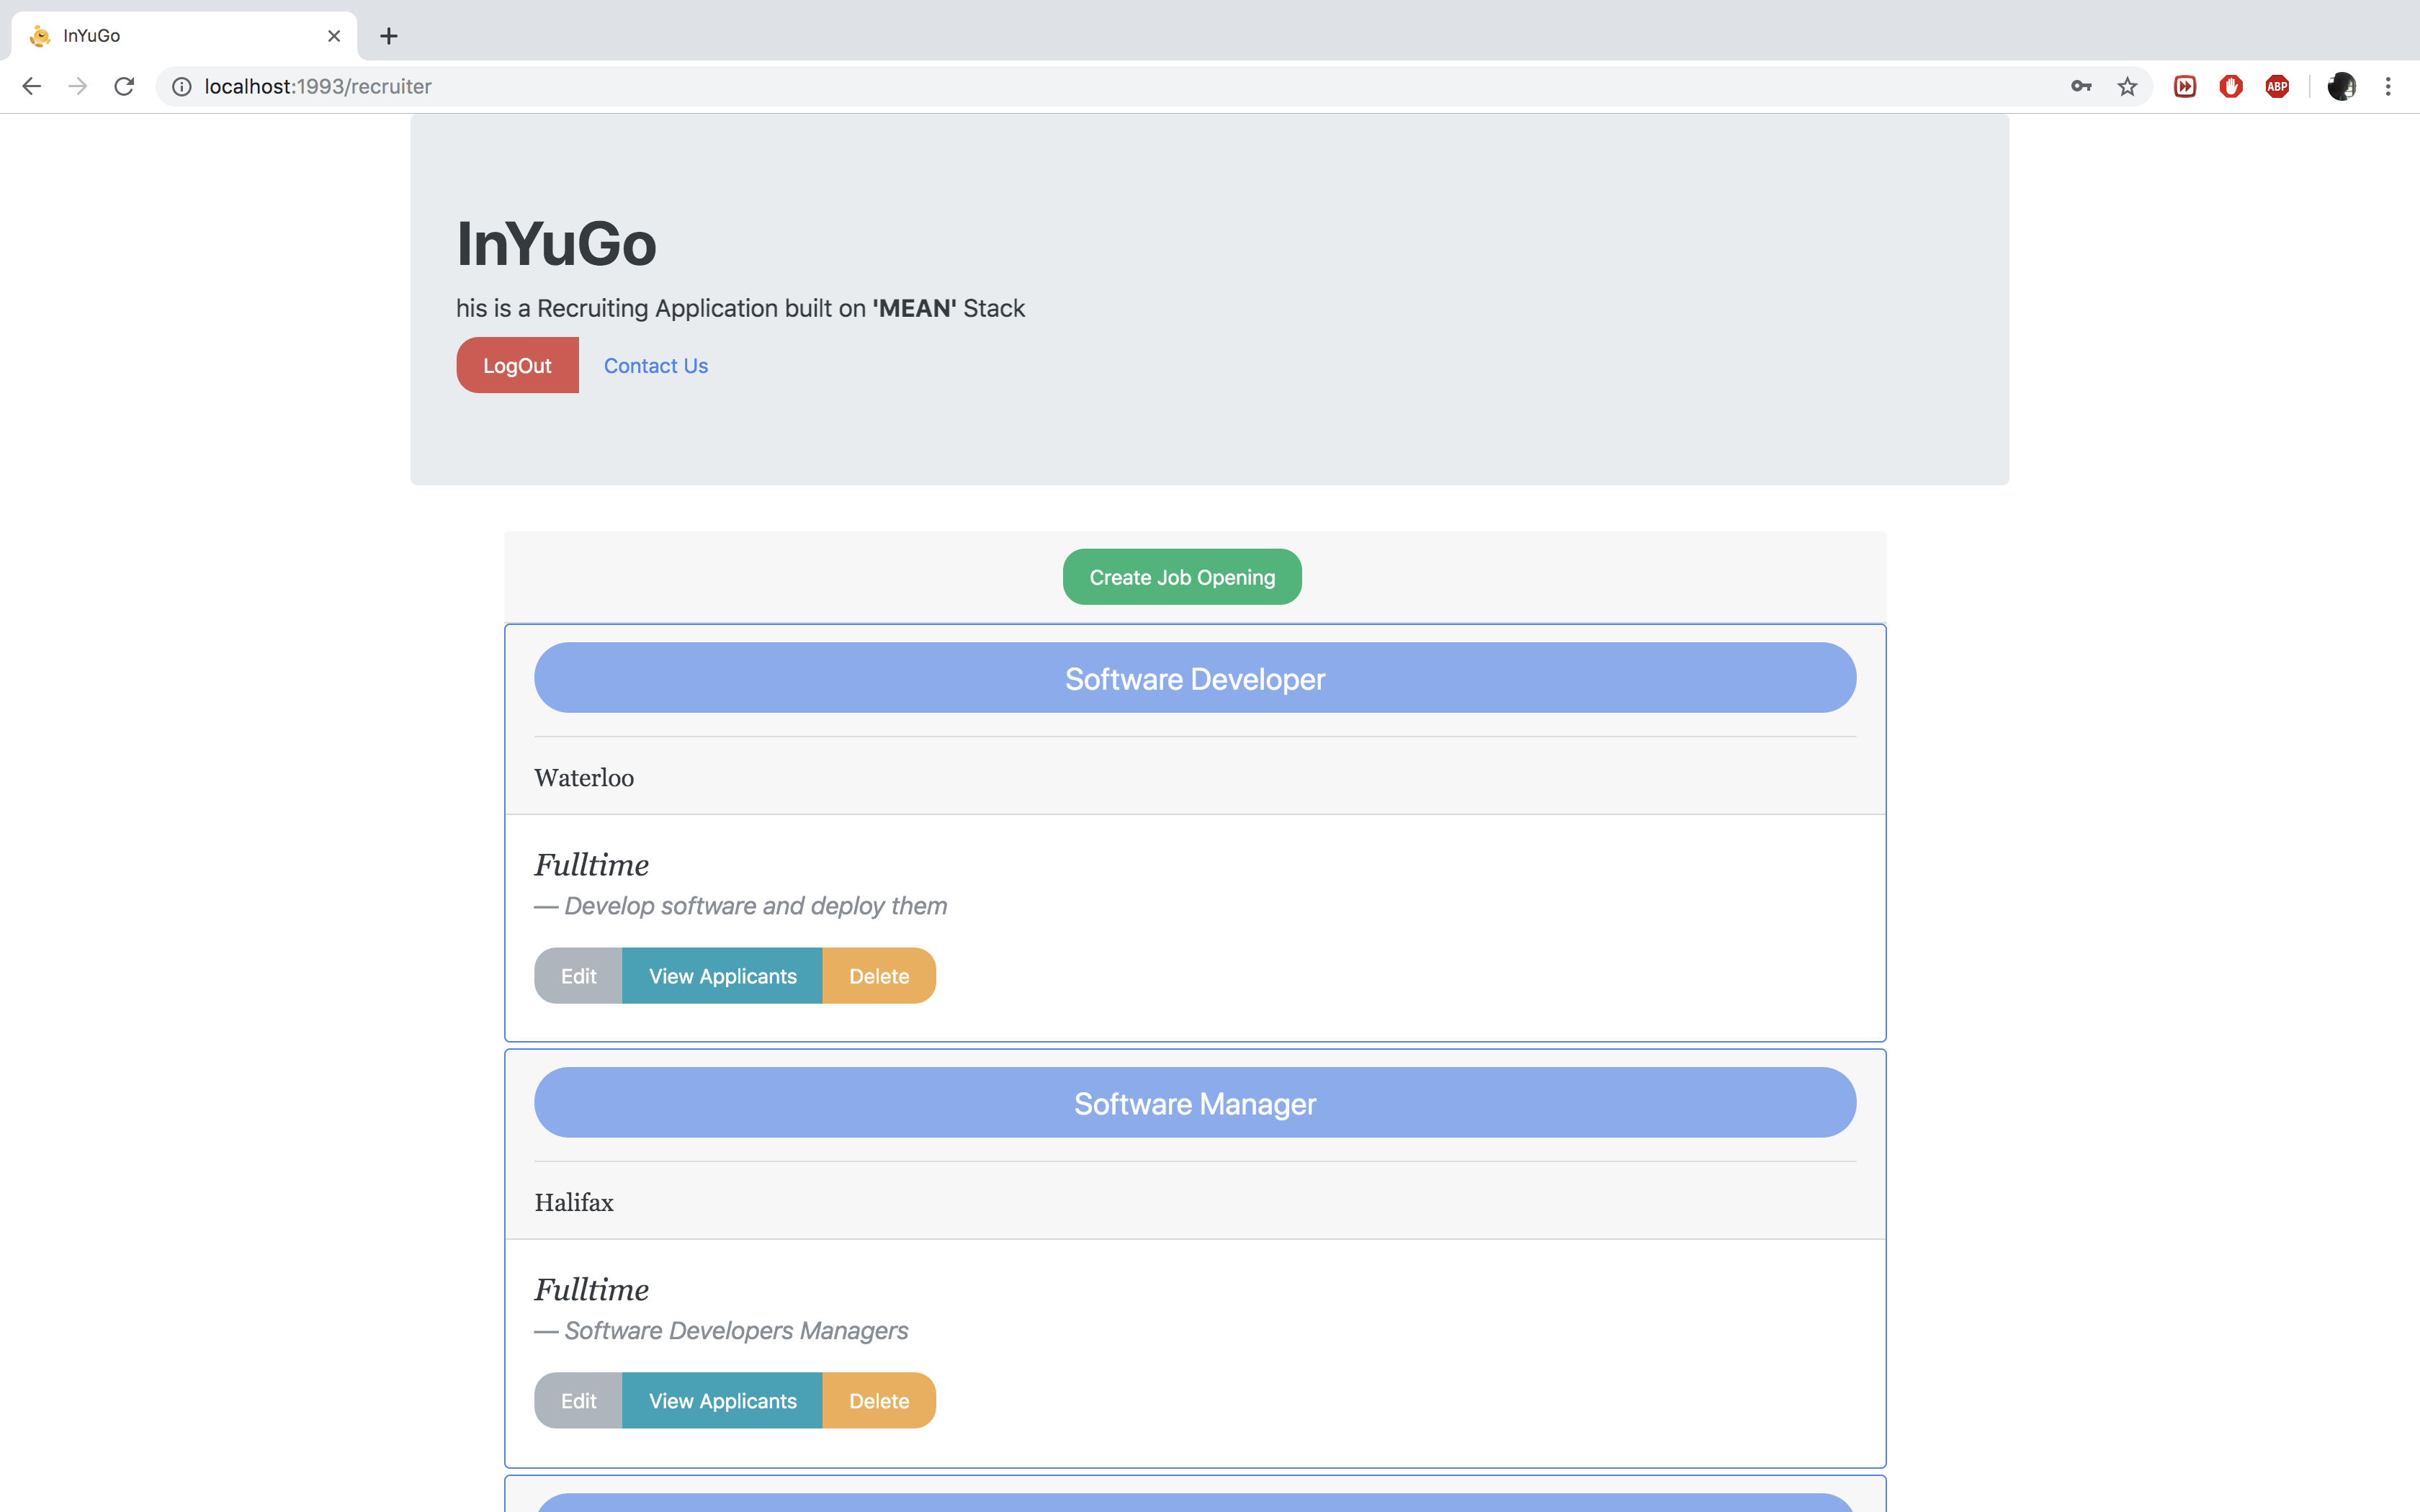 InYuGo
localhost:1993/recruiter
ABP
InYuGo
his is a Recruiting Application built on 'MEAN' Stack
LogOut Contact Us
Create Job Opening
Software Developer
Waterloo
Fulltime
— Develop software and deploy them
Edit View Applicants Delete
Software Manager
Halifax
Fulltime
— Software Developers Managers
Edit View Applicants Delete